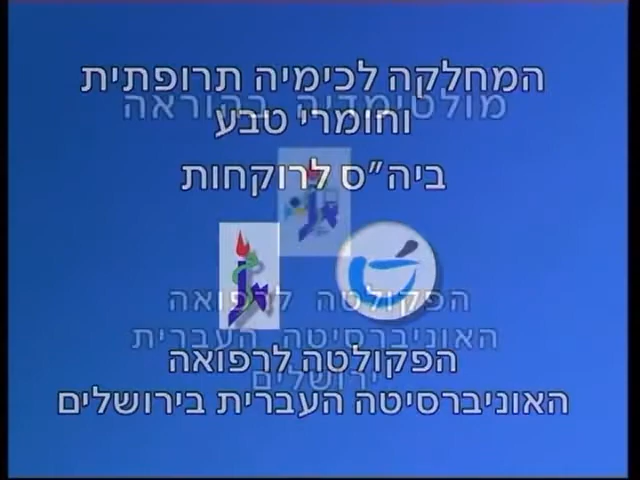 המחלקה לכימיה תרופתית
מולטימדיה בהוראה
וחומרי טבע
ביה"ס לרוקחות
הפקולטה לרפואה
האוניברסיטה העברית
הפקולטה לרפואה
ירושלים
האוניברסיטה העברית בירושלים